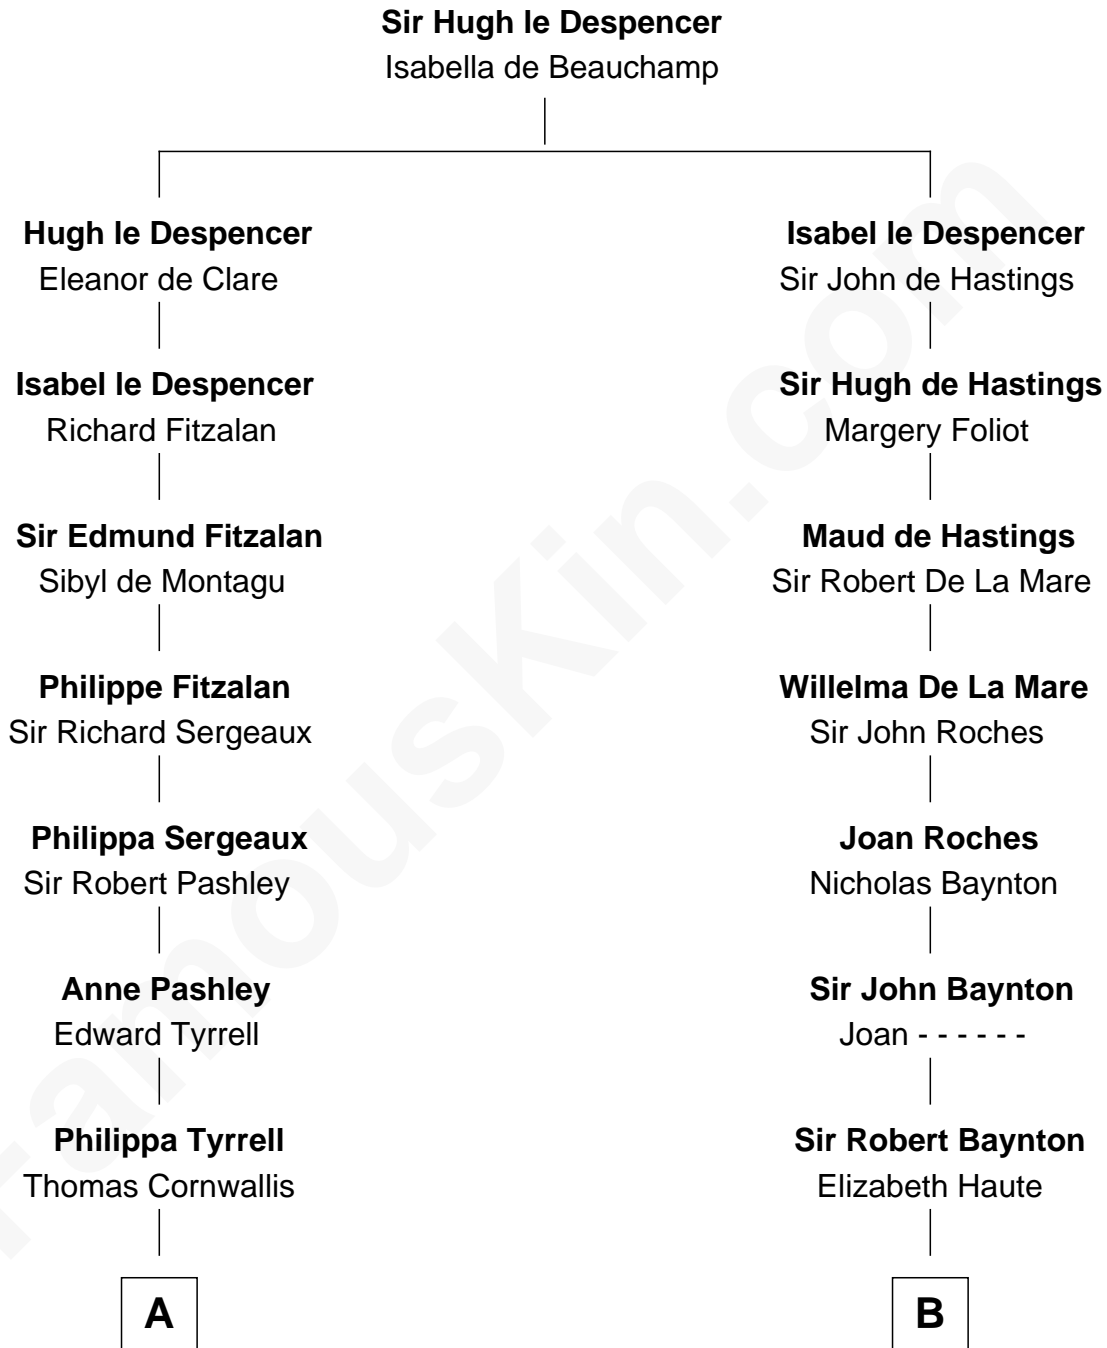 Sir Hugh le Despencer
Isabella de Beauchamp
Hugh le Despencer
Eleanor de Clare
Isabel le Despencer
Richard Fitzalan
Sir Edmund Fitzalan
Sibyl de Montagu
Philippe Fitzalan
Sir Richard Sergeaux
Philippa Sergeaux
Sir Robert Pashley
Anne Pashley
Edward Tyrrell
Philippa Tyrrell
Thomas Cornwallis
A
Isabel le Despencer
Sir John de Hastings
Sir Hugh de Hastings
Margery Foliot
Maud de Hastings
Sir Robert De La Mare
Willelma De La Mare
Sir John Roches
Joan Roches
Nicholas Baynton
Sir John Baynton
Joan - - - - - -
Sir Robert Baynton
Elizabeth Haute
B
FamousKin.com